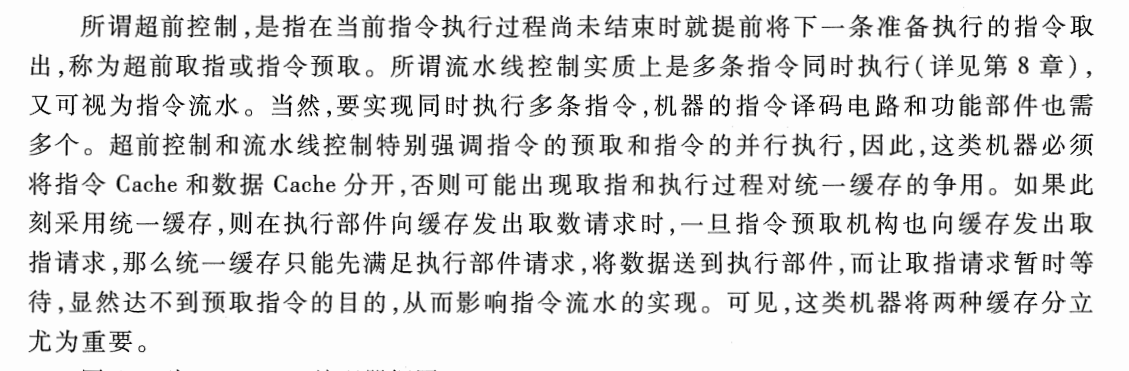 所谓超前控制,是指在当前指令执行过程尚未结束时就提前将下一条准备执行的指令取
出,称为超前取指或指令预取。所谓流水线控制实质上是多条指令同时执行(详见第 8 章),
又可视为指令流水。当然,要实现同时执行多条指令,机器的指令译码电路和功能部件也需
多个。超前控制和流水线控制特别强调指令的预取和指令的并行执行,因此,这类机器必须
将指令 Cache 和数据 Cache 分开,否则可能出现取指和执行过程对统一缓存的争用。如果此
刻采用统一缓存,则在执行部件向缓存发出取数请求时,一旦指令预取机构也向缓存发出取
指请求,那么统一缓存只能先满足执行部件请求,将数据送到执行部件,而让取指请求暂时等
待,显然达不到预取指令的目的,从而影响指令流水的实现。可见,这类机器将两种缓存分立
尤为重要。